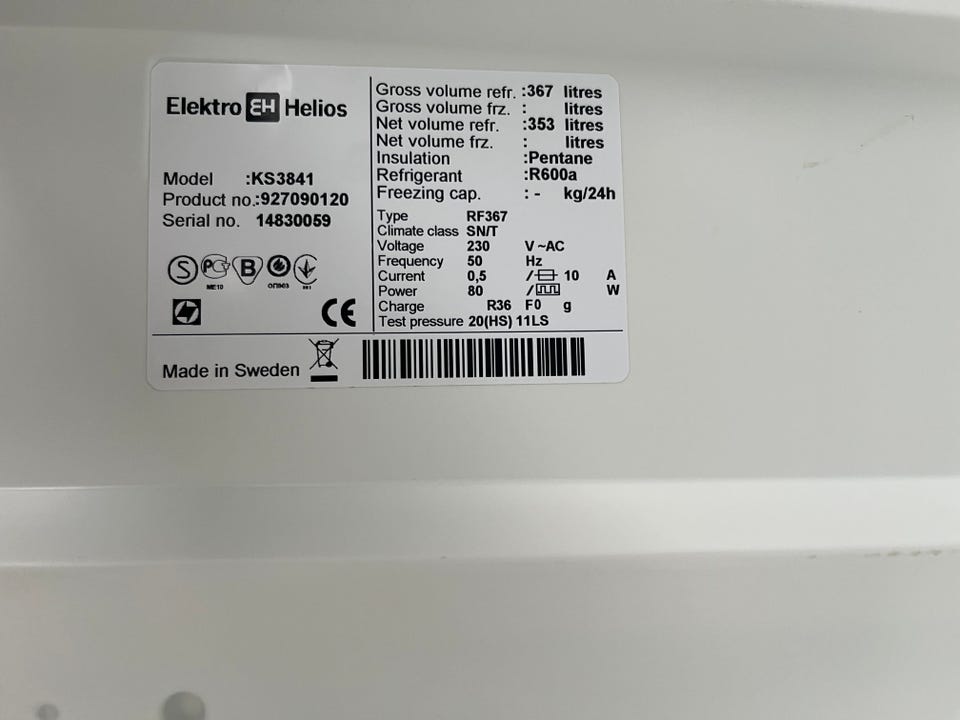 Elektro EH Helios
Model :KS3841
Product no.:927090120
Serial no. 14830059
S PC B
ME10 ОП063
CE
Gross volume refr. :367 litres
Gross volume frz. : litres
Net volume refr. :353 litres
Net volume frz. : litres
Insulation :Pentane
Refrigerant :R600a
Freezing cap. : - kg/24h
Type RF367
Climate class SN/T
Voltage 230 V ~AC
Frequency 50 Hz
Current 0,5 / 10 A
Power 80 / W
Charge R36 F0 g
Test pressure 20(HS) 11LS
Made in Sweden